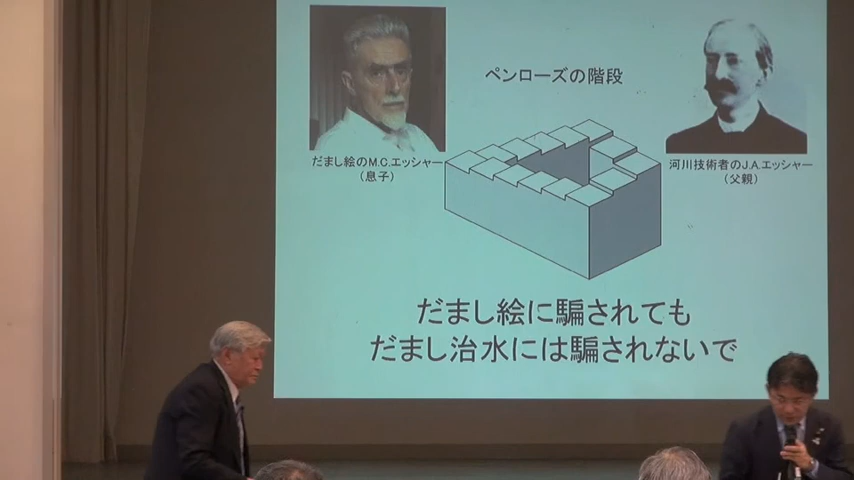 ペンローズの階段
だまし絵のM.C.エッシャー
（息子）
河川技術者のJ.A.エッシャー
（父親）
だまし絵に騙されても
だまし治水には騙されないで